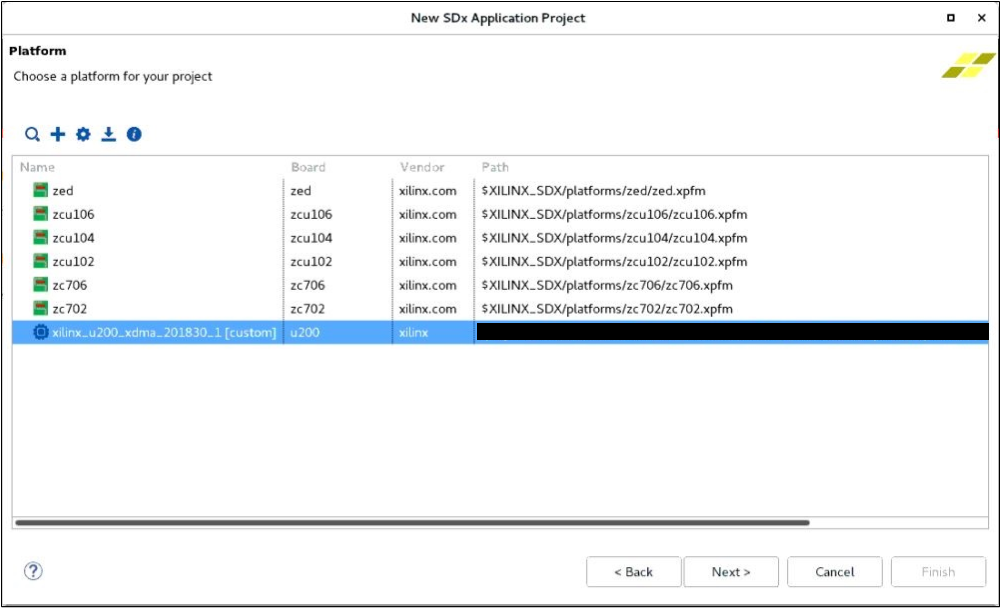 New SDx Application Project
Platform
Choose a platform for your project
Name Board Vendor Path
zed zed xilinx.com $XILINX_SDX/platforms/zed/zed.xpfm
zcu106 zcu106 xilinx.com $XILINX_SDX/platforms/zcu106/zcu106.xpfm
zcu104 zcu104 xilinx.com $XILINX_SDX/platforms/zcu104/zcu104.xpfm
zcu102 zcu102 xilinx.com $XILINX_SDX/platforms/zcu102/zcu102.xpfm
zc706 zc706 xilinx.com $XILINX_SDX/platforms/zc706/zc706.xpfm
zc702 zc702 xilinx.com $XILINX_SDX/platforms/zc702/zc702.xpfm
xilinx_u200_xdma_201830_1 [custom] u200 xilinx
< Back Next > Cancel Finish